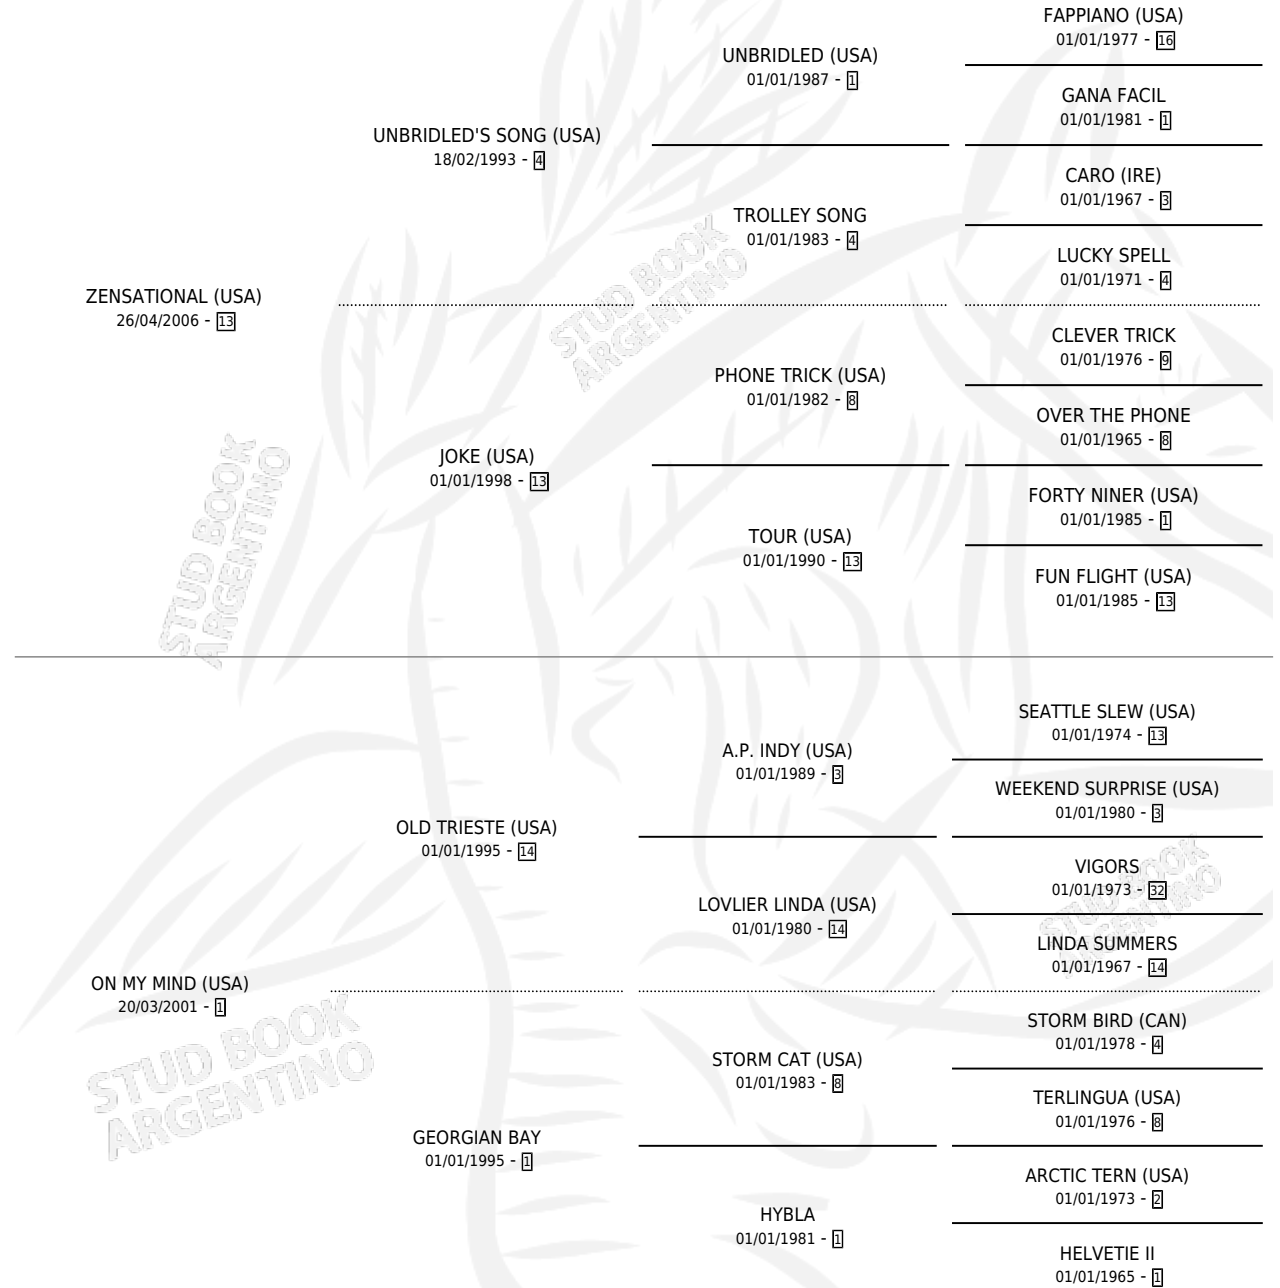 FAPPIANO (USA)
01/01/1977 - 16
UNBRIDLED (USA)
01/01/1987 - 1
GANA FACIL
01/01/1981 - 1
UNBRIDLED'S SONG (USA)
18/02/1993 - 4
CARO (IRE)
01/01/1967 - 3
TROLLEY SONG
01/01/1983 - 4
LUCKY SPELL
01/01/1971 - 4
ZENSATIONAL (USA)
26/04/2006 - 13
STUD BOOK
ARGENTINO
CLEVER TRICK
01/01/1976 - 9
PHONE TRICK (USA)
01/01/1982 - 8
OVER THE PHONE
01/01/1965 - 8
JOKE (USA)
01/01/1998 - 13
FORTY NINER (USA)
01/01/1985 - 1
TOUR (USA)
01/01/1990 - 13
FUN FLIGHT (USA)
01/01/1985 - 13
STUD BOOK
ARGENTINO
SEATTLE SLEW (USA)
01/01/1974 - 13
A.P. INDY (USA)
01/01/1989 - 3
WEEKEND SURPRISE (USA)
01/01/1980 - 3
OLD TRIESTE (USA)
01/01/1995 - 14
VIGORS
01/01/1973 - 32
LOVLIER LINDA (USA)
01/01/1980 - 14
LINDA SUMMERS
01/01/1967 - 14
STUD BOOK
ARGENTINO
ON MY MIND (USA)
20/03/2001 - 1
STORM BIRD (CAN)
01/01/1978 - 4
STORM CAT (USA)
01/01/1983 - 8
TERLINGUA (USA)
01/01/1976 - 8
STUD BOOK
ARGENTINO
GEORGIAN BAY
01/01/1995 - 1
ARCTIC TERN (USA)
01/01/1973 - 2
HYBLA
01/01/1981 - 1
HELVETIE II
01/01/1965 - 1